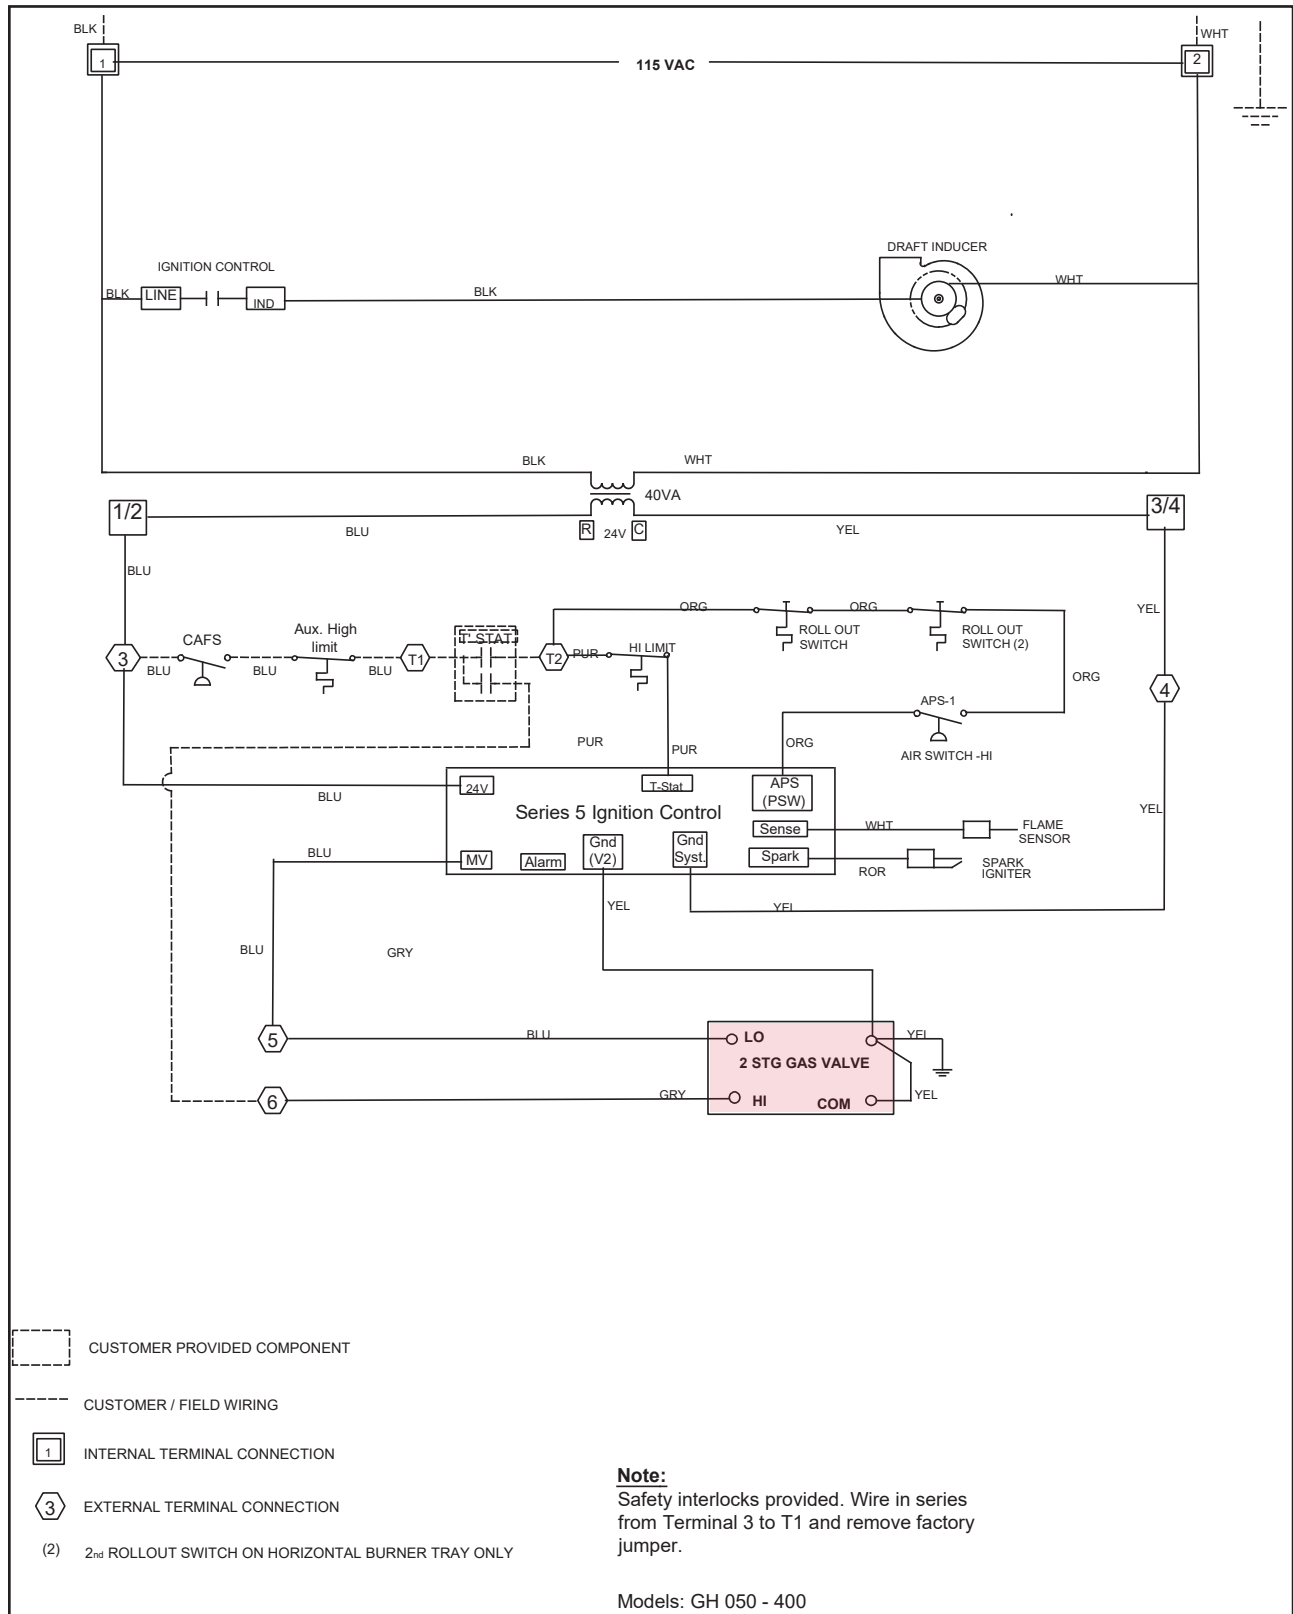 BLK
WHT
1
115 VAC
2
DRAFT INDUCER
IGNITION CONTROL
BLK
LINE
IND
BLK
WHT
BLK
WHT
40VA
1/2
3/4
BLU
R
24V
C
YEL
BLU
ORG
ORG
YEL
CAFS
Aux. High
limit
T' STAT
HI LIMIT
ROLL OUT
SWITCH
ROLL OUT
SWITCH (2)
3
BLU
BLU
BLU
T1
T2
PUR
ORG
4
APS-1
PUR
PUR
ORG
AIR SWITCH -HI
24V
T-Stat
APS
(PSW)
BLU
YEL
Series 5 Ignition Control
Sense
WHT
FLAME
SENSOR
Gnd
(V2)
Gnd
Syst.
BLU
MV
Alarm
Spark
ROR
SPARK
IGNITER
YEL
YEL
BLU
GRY
5
BLU
LO
YEL
2 STG GAS VALVE
6
GRY
HI
COM
YEL
CUSTOMER PROVIDED COMPONENT
CUSTOMER / FIELD WIRING
1
INTERNAL TERMINAL CONNECTION
3
EXTERNAL TERMINAL CONNECTION
(2)
2nd ROLLOUT SWITCH ON HORIZONTAL BURNER TRAY ONLY
Note:
Safety interlocks provided. Wire in series
from Terminal 3 to T1 and remove factory
jumper.
Models: GH 050 - 400